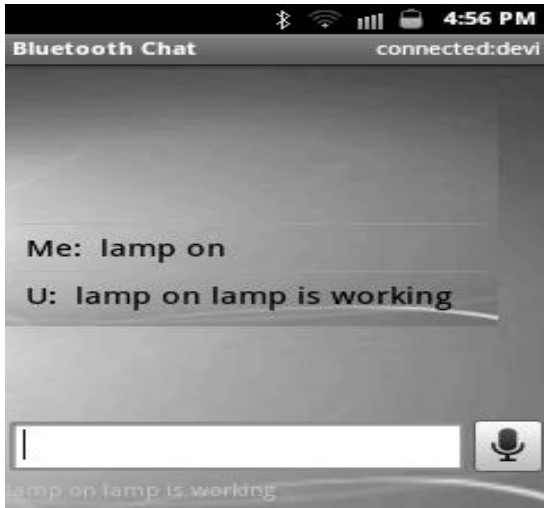 4:56 PM
Bluetooth Chat connected:devi
Me: lamp on
U: lamp on lamp is working
lamp on lamp is working